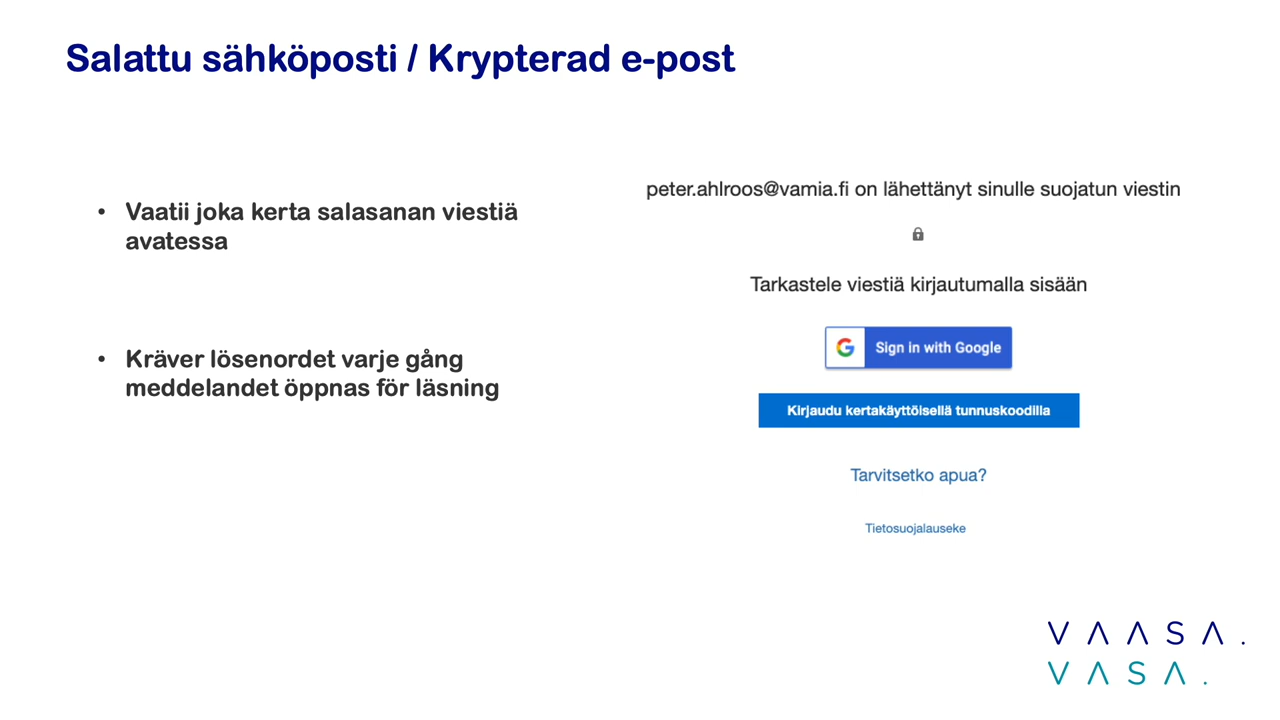 Salattu sähköposti / Krypterad e-post
• Vaatii joka kerta salasanan viestiä
avatessa
• Kräver lösenordet varje gång
meddelandet öppnas för läsning
peter.ahlroos@vamia.fi on lähettänyt sinulle suojatun viestin
Tarkastele viestiä kirjautumalla sisään
Sign in with Google
Kirjaudu kertakäyttöisellä tunnuskoodilla
Tarvitsetko apua?
Tietosuojalauseke
VAASA.
VASA.